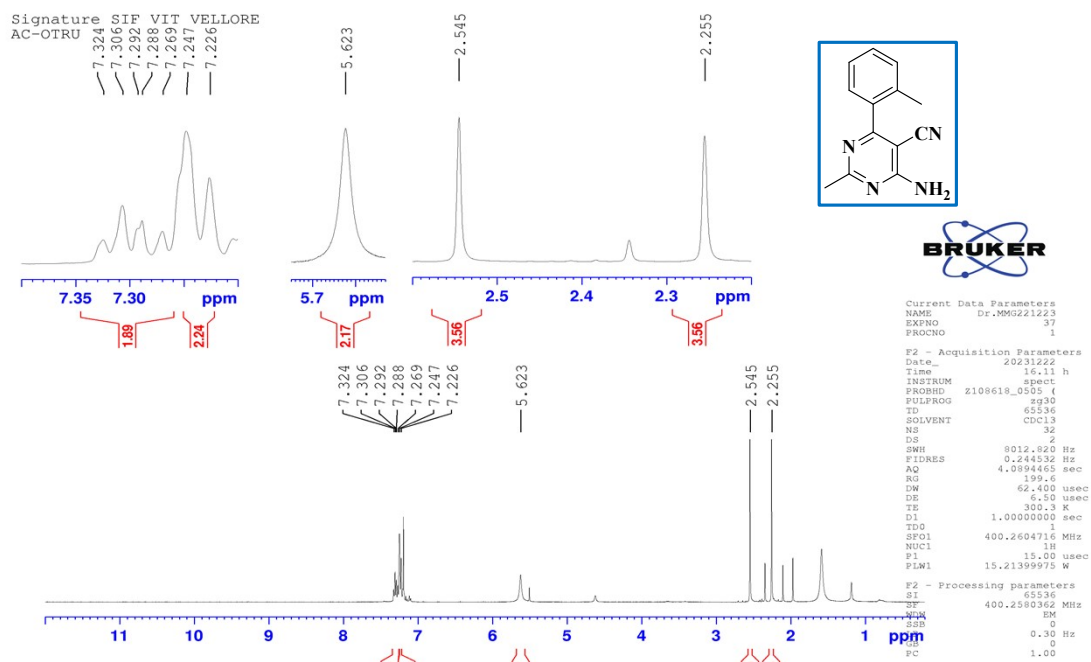 Signature SIF VIT VELLORE
AC-OTRU
7.324
7.306
7.292
7.288
7.269
7.247
7.226
5.623
2.545
2.255
7.35 7.30 ppm
5.7 ppm
2.5 2.4 2.3 ppm
1.89
2.24
2.17
3.56
3.56
N
N
CN
NH2
BRUKER
7.324
7.306
7.292
7.288
7.269
7.247
7.226
5.623
2.545
2.255
11 10 9 8 7 6 5 4 3 2 1 ppm
Current Data Parameters
NAME Dr.MMG221223
EXPNO 37
PROCNO 1
F2 - Acquisition Parameters
Date_ 20231222
Time 16.11 h
INSTRUM spect
PROBHD Z108618_0505 (
PULPROG zg30
TD 65536
SOLVENT CDCl3
NS 32
DS 2
SWH 8012.820 Hz
FIDRES 0.244532 Hz
AQ 4.0894465 sec
RG 199.6
DW 62.400 usec
DE 6.50 usec
TE 300.3 K
D1 1.00000000 sec
TD0 1
SFO1 400.2604716 MHz
NUC1 1H
P1 15.00 usec
PLW1 15.21399975 W
F2 - Processing parameters
SI 65536
SF 400.2580362 MHz
WDW EM
SSB 0
0.30 Hz
GB 0
PC 1.00